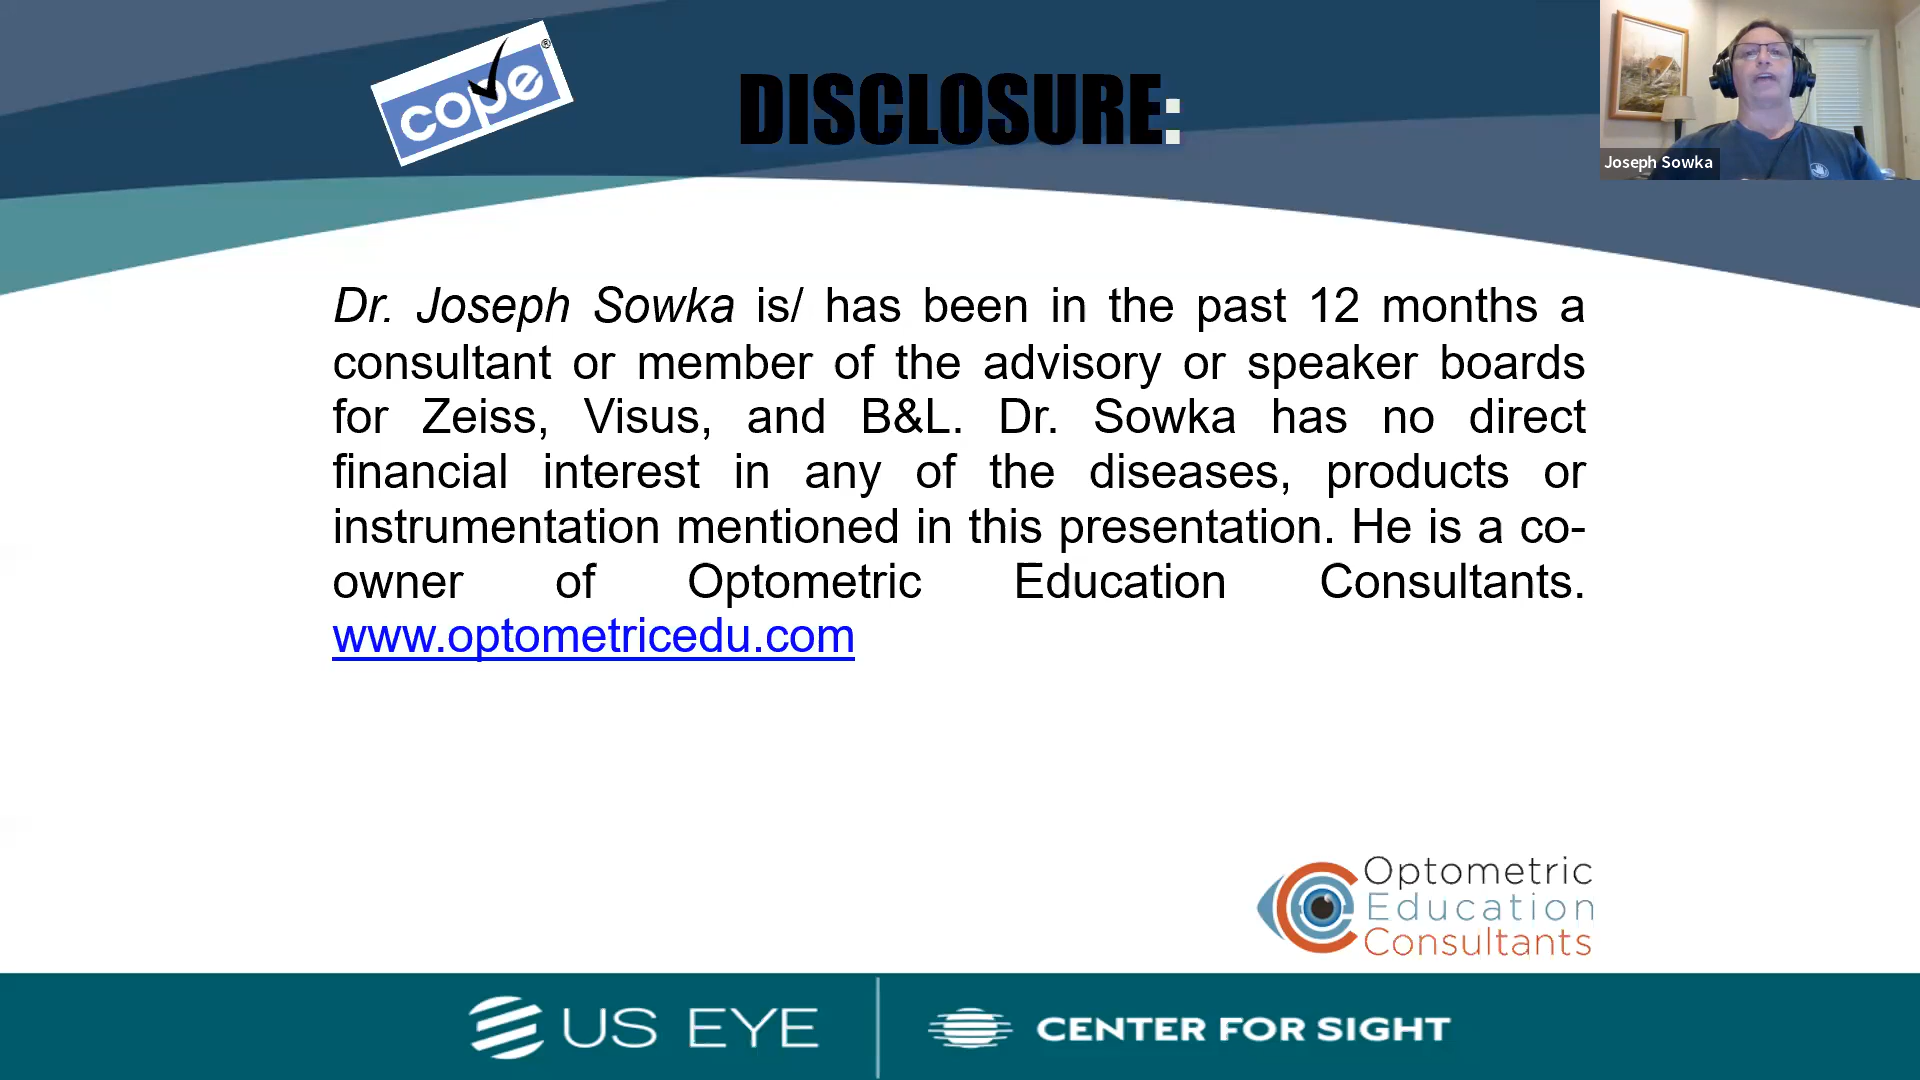 cope®
DISCLOSURE:
Joseph Sowka
Dr. Joseph Sowka is/ has been in the past 12 months a
consultant or member of the advisory or speaker boards
for Zeiss, Visus, and B&L. Dr. Sowka has no direct
financial interest in any of the diseases, products or
instrumentation mentioned in this presentation. He is a co-
owner of Optometric Education Consultants.
www.optometricedu.com
Optometric
Education
Consultants
US EYE
CENTER FOR SIGHT